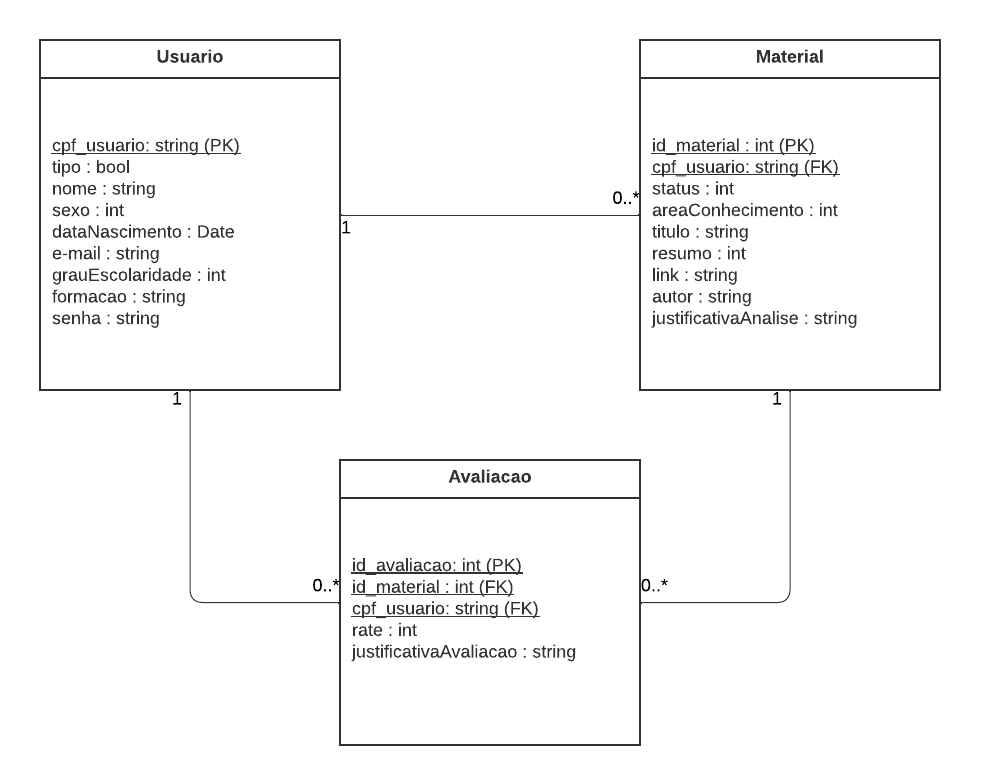 Usuario
cpf_usuario: string (PK)
tipo : bool
nome : string
sexo : int
dataNascimento : Date
e-mail : string
grauEscolaridade : int
formacao : string
senha : string
Material
id_material : int (PK)
cpf_usuario: string (FK)
status : int
areaConhecimento : int
titulo : string
resumo : int
link : string
autor : string
justificativaAnalise : string
1
0..*
1
1
Avaliacao
id_avaliacao: int (PK)
id_material : int (FK)
cpf_usuario: string (FK)
rate : int
justificativaAvaliacao : string
0..*
0..*